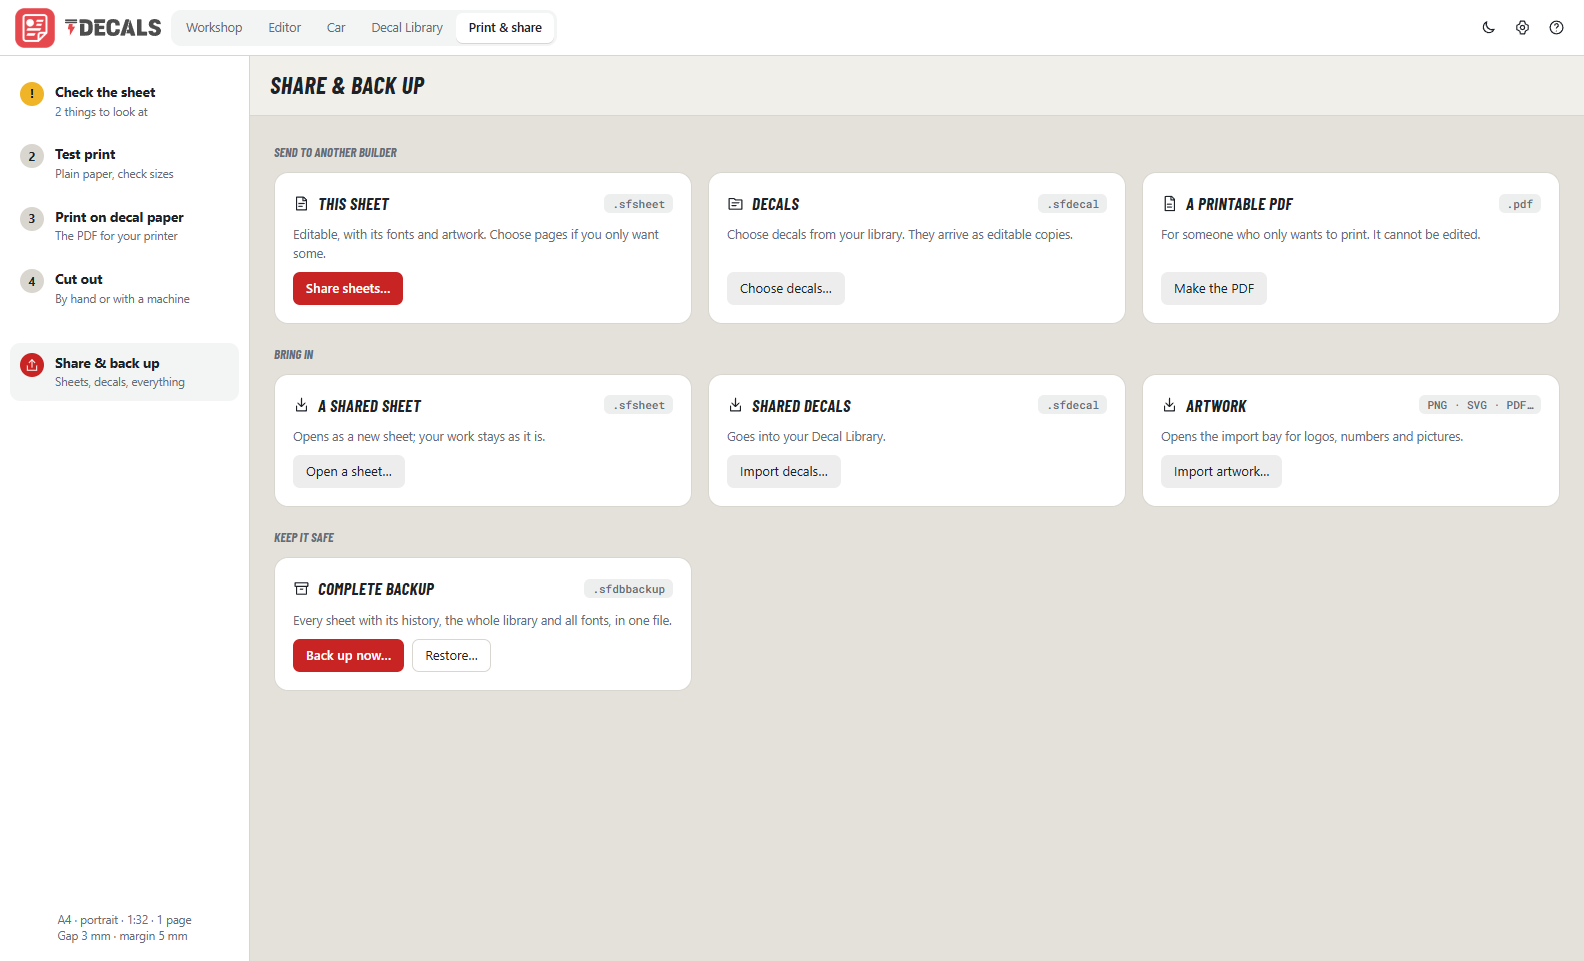 DECALS
Workshop
Editor
Car
Decal Library
Print & share
!
Check the sheet
2 things to look at
2
Test print
Plain paper, check sizes
3
Print on decal paper
The PDF for your printer
4
Cut out
By hand or with a machine
Share & back up
Sheets, decals, everything
A4 · portrait · 1:32 · 1 page
Gap 3 mm · margin 5 mm
SHARE & BACK UP
SEND TO ANOTHER BUILDER
THIS SHEET
.sfsheet
Editable, with its fonts and artwork. Choose pages if you only want
some.
Share sheets...
DECALS
.sfdecal
Choose decals from your library. They arrive as editable copies.
Choose decals...
A PRINTABLE PDF
.pdf
For someone who only wants to print. It cannot be edited.
Make the PDF
BRING IN
A SHARED SHEET
.sfsheet
Opens as a new sheet; your work stays as it is.
Open a sheet...
SHARED DECALS
.sfdecal
Goes into your Decal Library.
Import decals...
ARTWORK
PNG · SVG · PDF…
Opens the import bay for logos, numbers and pictures.
Import artwork...
KEEP IT SAFE
COMPLETE BACKUP
.sfdbbackup
Every sheet with its history, the whole library and all fonts, in one file.
Back up now...
Restore...